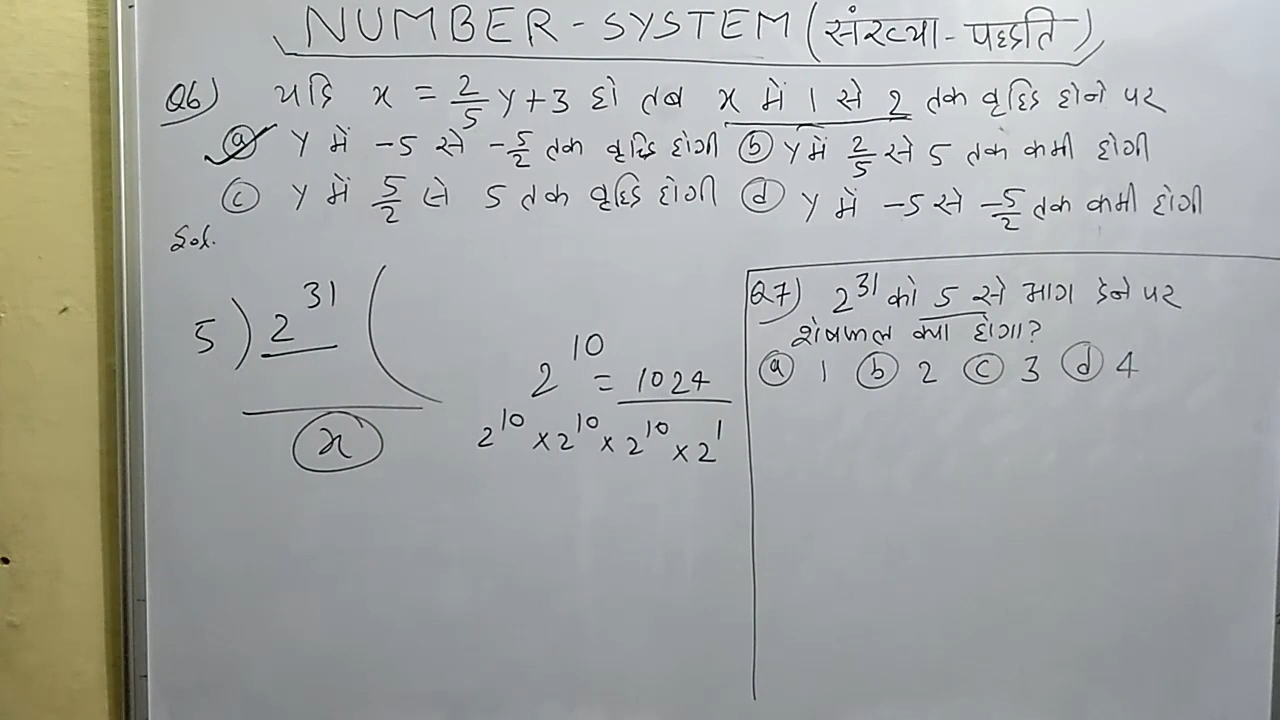 NUMBER-SYSTEM (संख्या-पद्धति)
Q6) यदि x = 2/5 y + 3 हो तब x में 1 से 2 तक वृद्धि होने पर
(a) y में -5 से -5/2 तक वृद्धि होगी (b) y में 2/5 से 5 तक कमी होगी
(c) y में 5/2 से 5 तक वृद्धि होगी (d) y में -5 से -5/2 तक कमी होगी
Sol.
5)2^31(
x
2^10 = 1024
2^10 × 2^10 × 2^10 × 2^1
Q7) 2^31 को 5 से भाग देने पर
शेषफल क्या होगा?
(a) 1 (b) 2 (c) 3 (d) 4